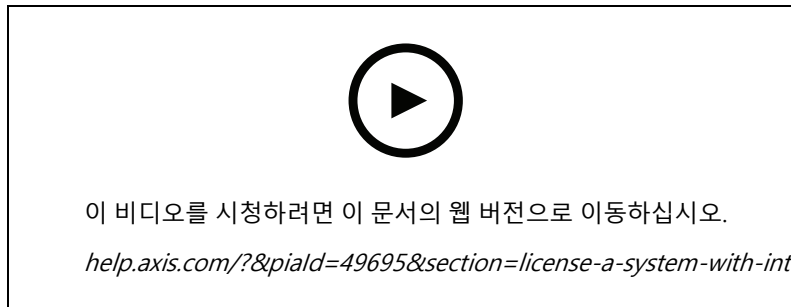 이 비디오를 시청하려면 이 문서의 웹 버전으로 이동하십시오.
help.axis.com/?&piaId=49695&section=license-a-system-with-int